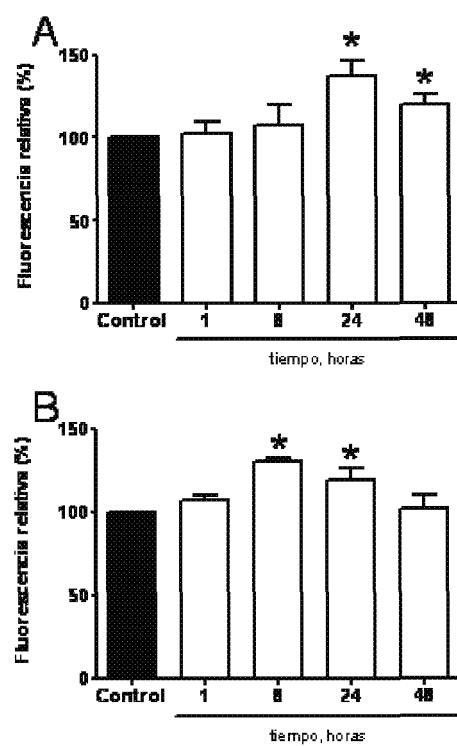 A
Fluorescencia relativa (%)
150
100
50
0
*
*
Control
1
8
24
48
tiempo, horas
B
Fluorescencia relativa (%)
150
100
50
0
*
*
Control
1
8
24
48
tiempo, horas